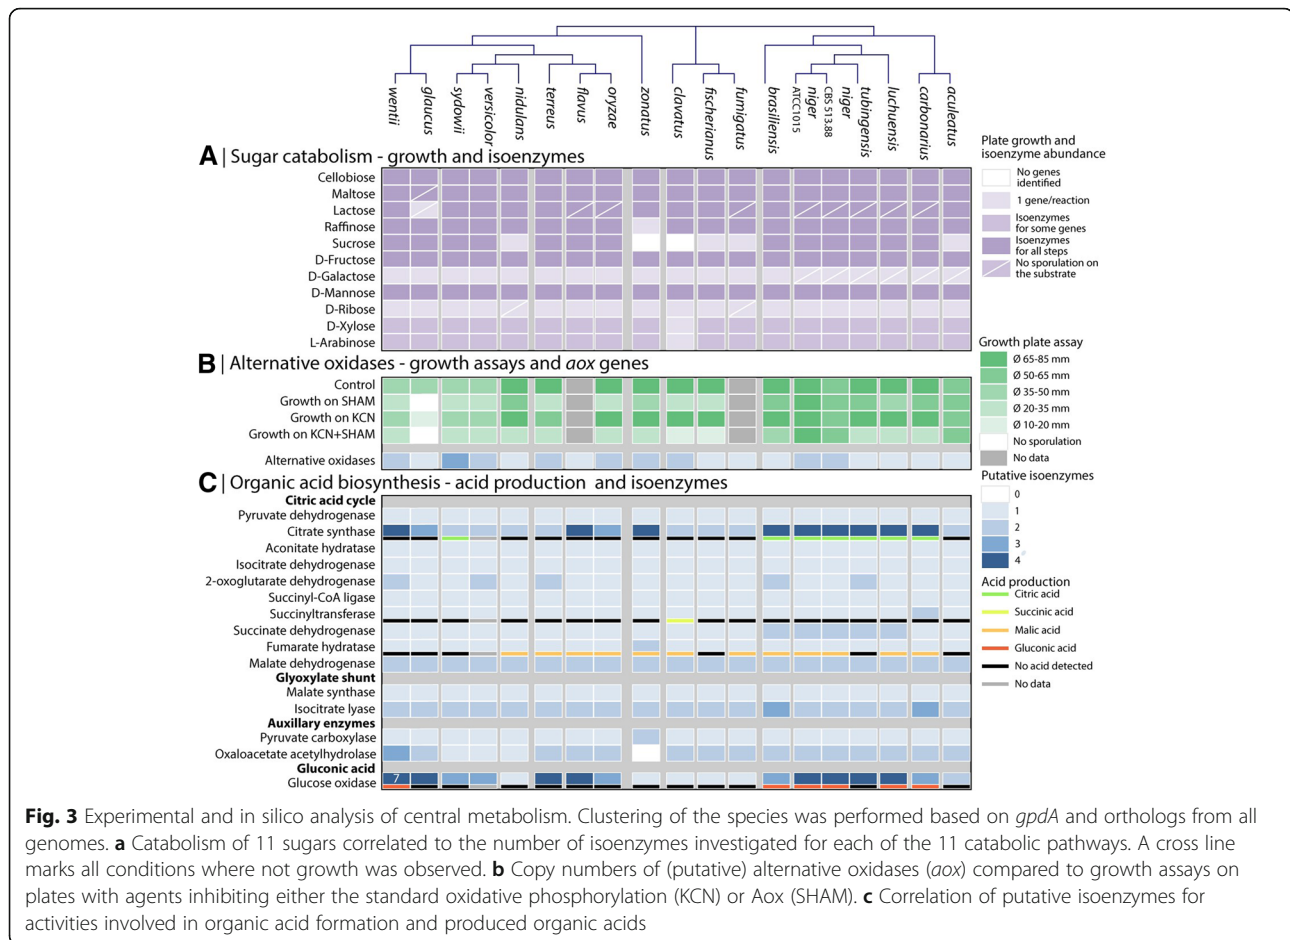 wentii
glaucus
sydowii
versicolor
nidulans
terreus
flavus
oryzae
zonatus
clavatus
fischerianus
fumigatus
brasiliensis
niger
ATCC1015
niger
CBS 513.88
tubingensis
luchuensis
carbonarius
aculeatus
A | Sugar catabolism - growth and isoenzymes
Cellobiose
Maltose
Lactose
Raffinose
Sucrose
D-Fructose
D-Galactose
D-Mannose
D-Ribose
D-Xylose
L-Arabinose
Plate growth and
isoenzyme abundance
No genes
identified
1 gene/reaction
Isoenzymes
for some genes
Isoenzymes
for all steps
No sporulation on
the substrate
B | Alternative oxidases - growth assays and aox genes
Control
Growth on SHAM
Growth on KCN
Growth on KCN+SHAM
Alternative oxidases
Growth plate assay
Ø 65-85 mm
Ø 50-65 mm
Ø 35-50 mm
Ø 20-35 mm
Ø 10-20 mm
No sporulation
No data
C | Organic acid biosynthesis - acid production and isoenzymes
Citric acid cycle
Pyruvate dehydrogenase
Citrate synthase
Aconitate hydratase
Isocitrate dehydrogenase
2-oxoglutarate dehydrogenase
Succinyl-CoA ligase
Succinyltransferase
Succinate dehydrogenase
Fumarate hydratase
Malate dehydrogenase
Glyoxylate shunt
Malate synthase
Isocitrate lyase
Auxillary enzymes
Pyruvate carboxylase
Oxaloacetate acetylhydrolase
Gluconic acid
Glucose oxidase
7
Putative isoenzymes
0
1
2
3
4
Acid production
Citric acid
Succinic acid
Malic acid
Gluconic acid
No acid detected
No data
Fig. 3 Experimental and in silico analysis of central metabolism. Clustering of the species was performed based on gpdA and orthologs from all
genomes. a Catabolism of 11 sugars correlated to the number of isoenzymes investigated for each of the 11 catabolic pathways. A cross line
marks all conditions where not growth was observed. b Copy numbers of (putative) alternative oxidases (aox) compared to growth assays on
plates with agents inhibiting either the standard oxidative phosphorylation (KCN) or Aox (SHAM). c Correlation of putative isoenzymes for
activities involved in organic acid formation and produced organic acids